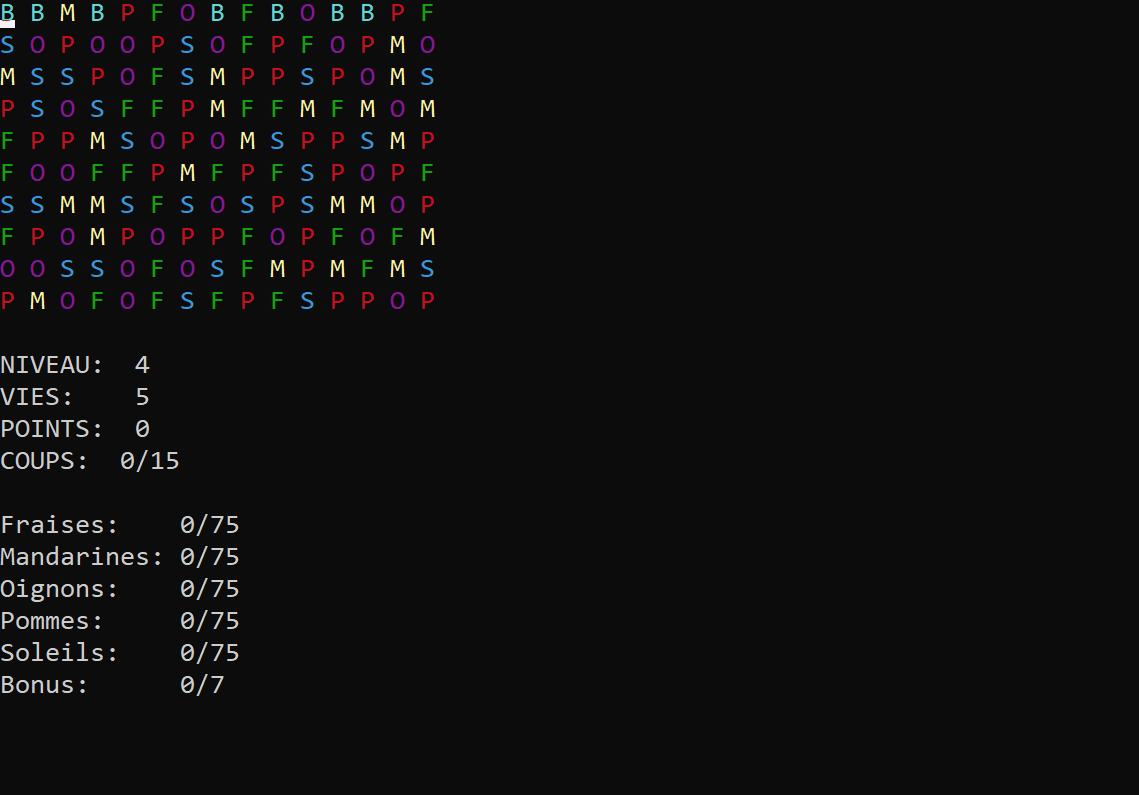 B B M B P F O B F B O B B P F
S O P O O P S O F P F O P M O
M S S P O F S M P P S P O M S
P S O S F F P M F F M F M O M
F P P M S O P O M S P P S M P
F O O F F P M F P F S P O P F
S S M M S F S O S P S M M O P
F P O M P O P P F O P F O F M
O O S S O F O S F M P M F M S
P M O F O F S F P F S P P O P
NIVEAU: 4
VIES: 5
POINTS: 0
COUPS: 0/15
Fraises: 0/75
Mandarines: 0/75
Oignons: 0/75
Pommes: 0/75
Soleils: 0/75
Bonus: 0/7